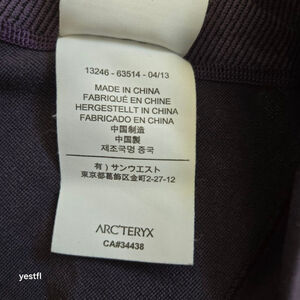 13246 - 63514 - 04/13
MADE IN CHINA
FABRIQUÉ EN CHINE
HERGESTELLT IN CHINA
FABRICADO EN CHINA
中国制造
中国製
제조국명 중국
有）サンウエスト
東京都葛飾区金町2-27-12
ARC'TERYX
CA#34438
yestfl